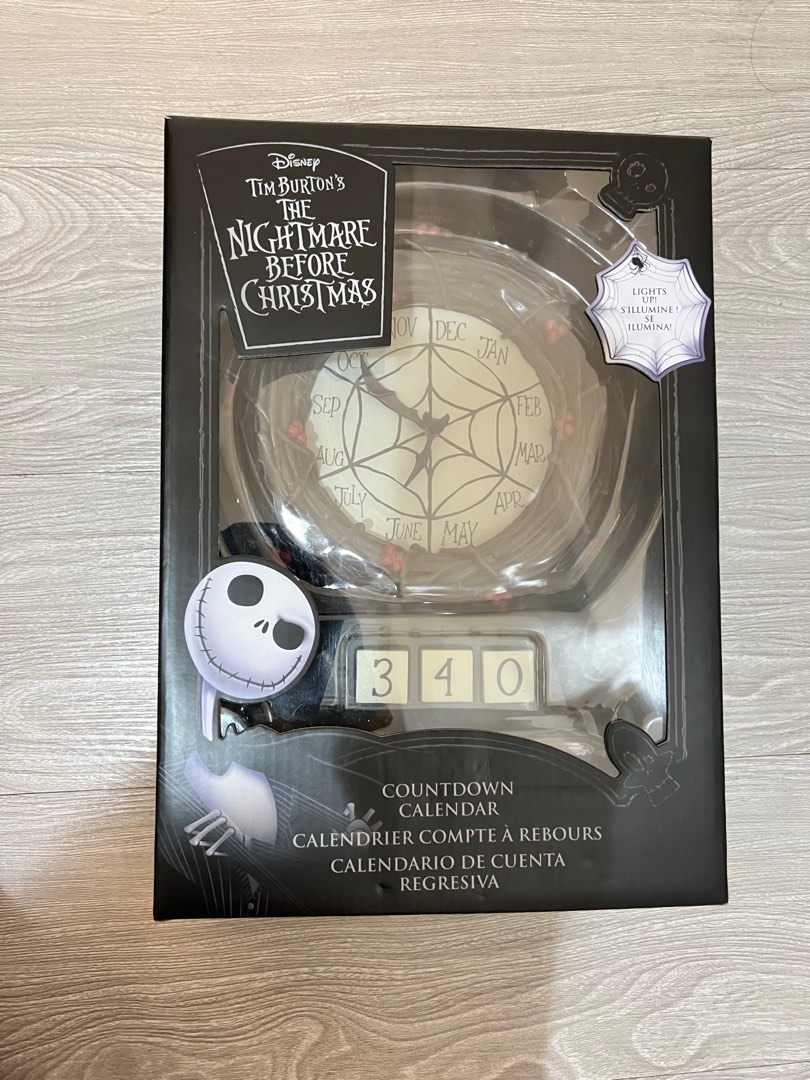 Disney
TIM BURTON'S
THE
NIGHTMARE
BEFORE
CHRISTMAS
LIGHTS
UP!
S'ILLUMINE !
SE
ILUMINA!
NOV
DEC
JAN
OCT
SEP
FEB
AUG
MAR
JULY
APR
JUNE
MAY
3 4 0
COUNTDOWN
CALENDAR
CALENDRIER COMPTE À REBOURS
CALENDARIO DE CUENTA
REGRESIVA